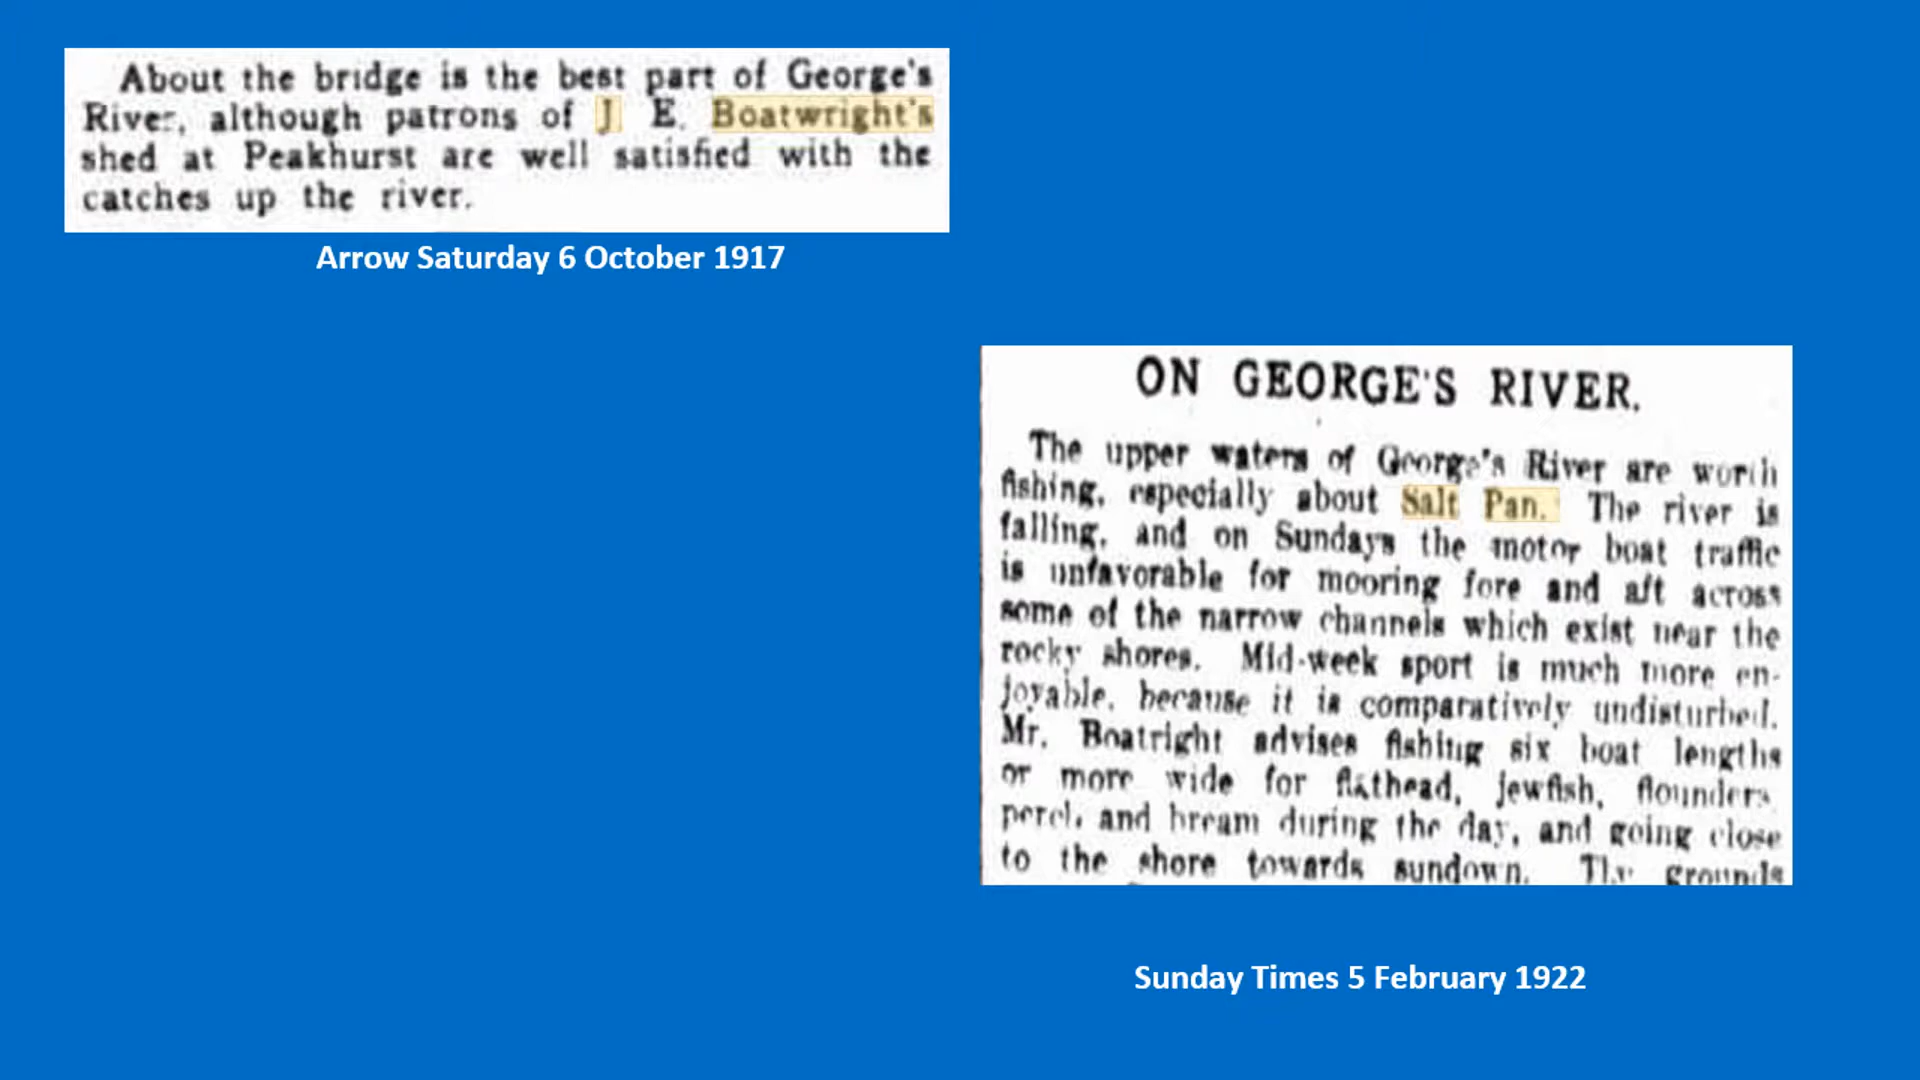 About the bridge is the best part of George's
River, although patrons of J E. Boatwright's
shed at Peakhurst are well satisfied with the
catches up the river.
Arrow Saturday 6 October 1917
ON GEORGE'S RIVER.
The upper waters of George's River are worth
fishing, especially about Salt Pan. The river is
falling, and on Sundays the motor boat traffic
is unfavorable for mooring fore and aft across
some of the narrow channels which exist near the
rocky shores. Mid-week sport is much more en-
joyable, because it is comparatively undisturbed.
Mr. Boatright advises fishing six boat lengths
or more wide for flathead, jewfish, flounders,
perch and bream during the day, and going close
to the shore towards sundown. The grounds
Sunday Times 5 February 1922